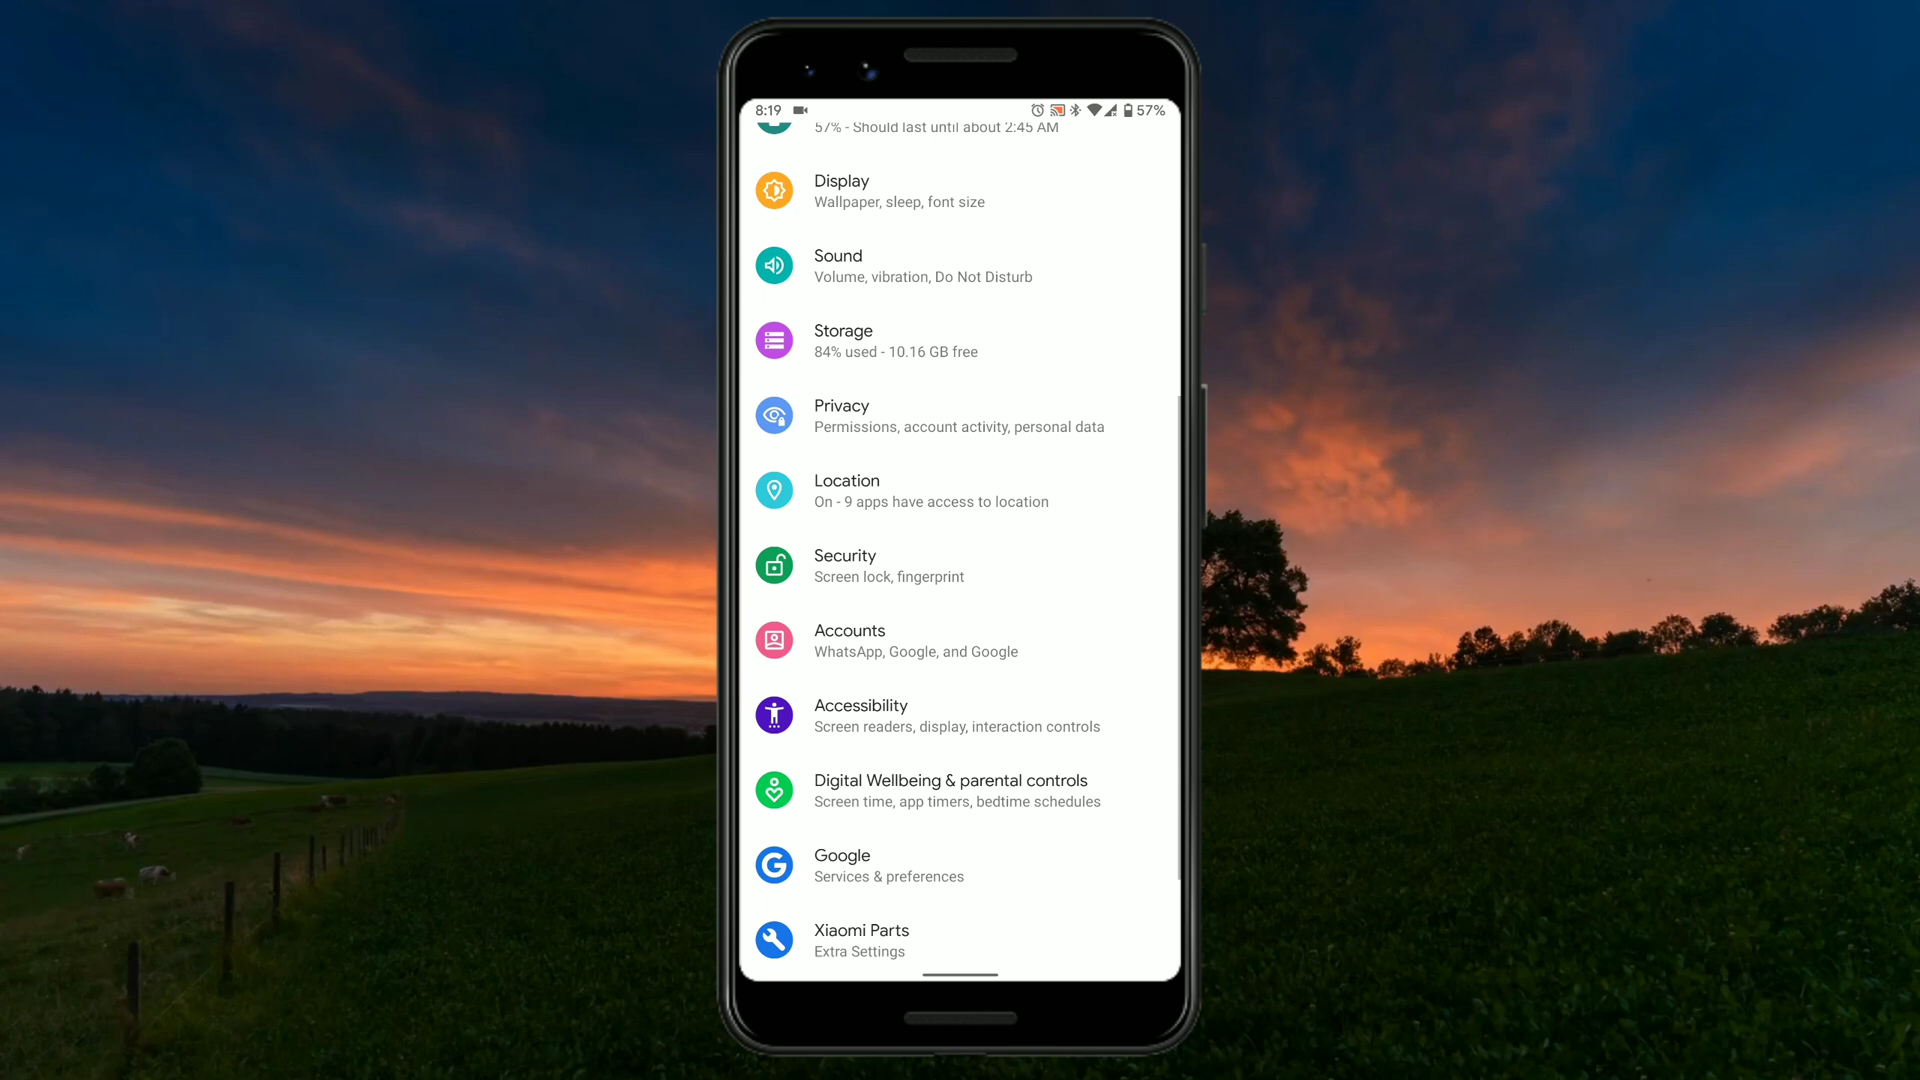 8:19
57%
57% - Should last until about 2:45 AM
Display
Wallpaper, sleep, font size
Sound
Volume, vibration, Do Not Disturb
Storage
84% used - 10.16 GB free
Privacy
Permissions, account activity, personal data
Location
On - 9 apps have access to location
Security
Screen lock, fingerprint
Accounts
WhatsApp, Google, and Google
Accessibility
Screen readers, display, interaction controls
Digital Wellbeing & parental controls
Screen time, app timers, bedtime schedules
Google
Services & preferences
Xiaomi Parts
Extra Settings